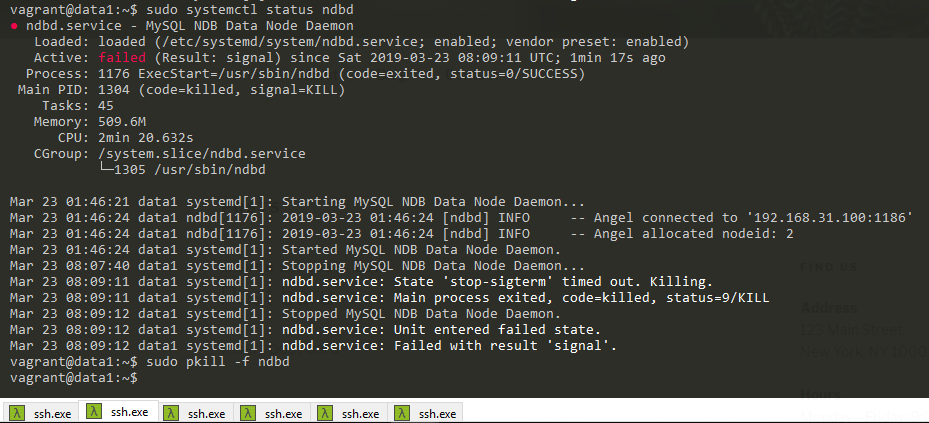 vagrant@data1:~$ sudo systemctl status ndbd
● ndbd.service - MySQL NDB Data Node Daemon
   Loaded: loaded (/etc/systemd/system/ndbd.service; enabled; vendor preset: enabled)
   Active: failed (Result: signal) since Sat 2019-03-23 08:09:11 UTC; 1min 17s ago
  Process: 1176 ExecStart=/usr/sbin/ndbd (code=exited, status=0/SUCCESS)
 Main PID: 1304 (code=killed, signal=KILL)
    Tasks: 45
   Memory: 509.6M
      CPU: 2min 20.632s
   CGroup: /system.slice/ndbd.service
           └─1305 /usr/sbin/ndbd
Mar 23 01:46:21 data1 systemd[1]: Starting MySQL NDB Data Node Daemon...
Mar 23 01:46:24 data1 ndbd[1176]: 2019-03-23 01:46:24 [ndbd] INFO     -- Angel connected to '192.168.31.100:1186'
Mar 23 01:46:24 data1 ndbd[1176]: 2019-03-23 01:46:24 [ndbd] INFO     -- Angel allocated nodeid: 2
Mar 23 01:46:24 data1 systemd[1]: Started MySQL NDB Data Node Daemon.
Mar 23 08:07:40 data1 systemd[1]: Stopping MySQL NDB Data Node Daemon...
Mar 23 08:09:11 data1 systemd[1]: ndbd.service: State 'stop-sigterm' timed out. Killing.
Mar 23 08:09:11 data1 systemd[1]: ndbd.service: Main process exited, code=killed, status=9/KILL
Mar 23 08:09:12 data1 systemd[1]: Stopped MySQL NDB Data Node Daemon.
Mar 23 08:09:12 data1 systemd[1]: ndbd.service: Unit entered failed state.
Mar 23 08:09:12 data1 systemd[1]: ndbd.service: Failed with result 'signal'.
vagrant@data1:~$ sudo pkill -f ndbd
vagrant@data1:~$
FIND US
Address
123 Main Street
New York, NY
Hours
λ ssh.exe λ ssh.exe λ ssh.exe λ ssh.exe λ ssh.exe λ ssh.exe